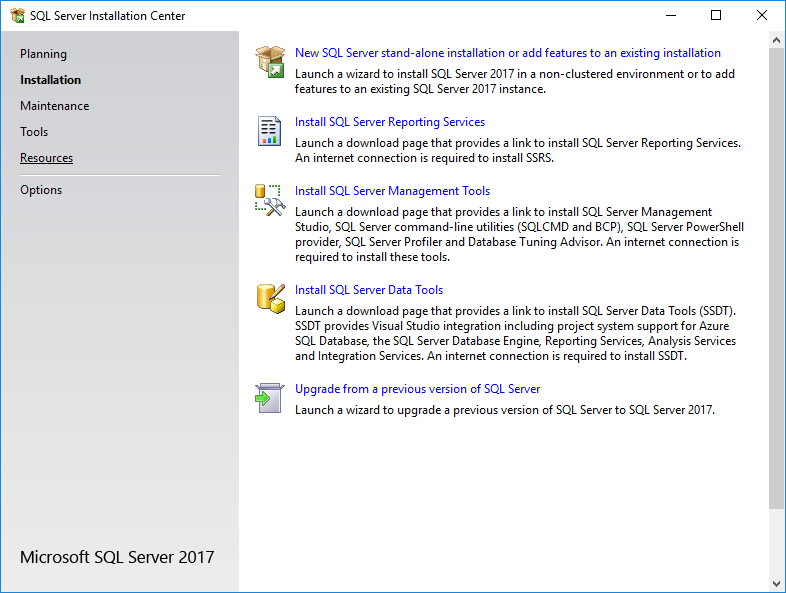 SQL Server Installation Center
Planning
Installation
Maintenance
Tools
Resources
Options
Microsoft SQL Server 2017
New SQL Server stand-alone installation or add features to an existing installation
Launch a wizard to install SQL Server 2017 in a non-clustered environment or to add
features to an existing SQL Server 2017 instance.
Install SQL Server Reporting Services
Launch a download page that provides a link to install SQL Server Reporting Services.
An internet connection is required to install SSRS.
Install SQL Server Management Tools
Launch a download page that provides a link to install SQL Server Management
Studio, SQL Server command-line utilities (SQLCMD and BCP), SQL Server PowerShell
provider, SQL Server Profiler and Database Tuning Advisor. An internet connection is
required to install these tools.
Install SQL Server Data Tools
Launch a download page that provides a link to install SQL Server Data Tools (SSDT).
SSDT provides Visual Studio integration including project system support for Azure
SQL Database, the SQL Server Database Engine, Reporting Services, Analysis Services
and Integration Services. An internet connection is required to install SSDT.
Upgrade from a previous version of SQL Server
Launch a wizard to upgrade a previous version of SQL Server to SQL Server 2017.